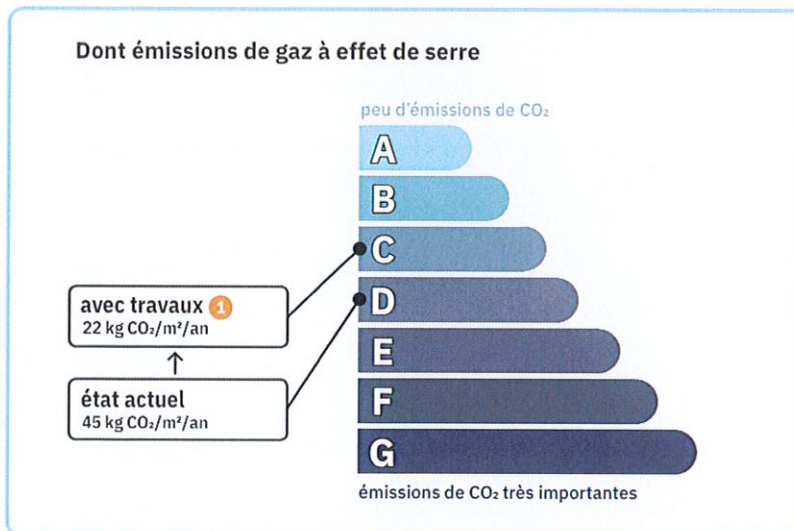 Dont émissions de gaz à effet de serre
peu d'émissions de CO₂
A
B
C
D
E
F
G
avec travaux 1
22 kg CO₂/m²/an
état actuel
45 kg CO₂/m²/an
émissions de CO₂ très importantes